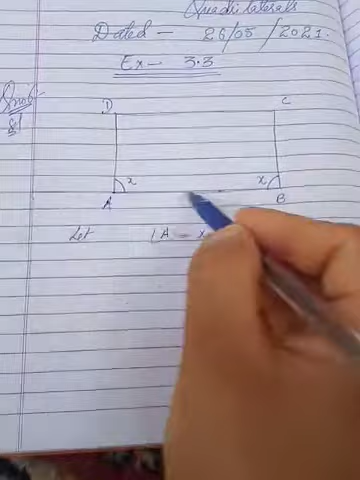 Quadrilaterals
Dated - 26/05/2021.
Ex- 3.3
D C
x x
A B
Let ∠A = x